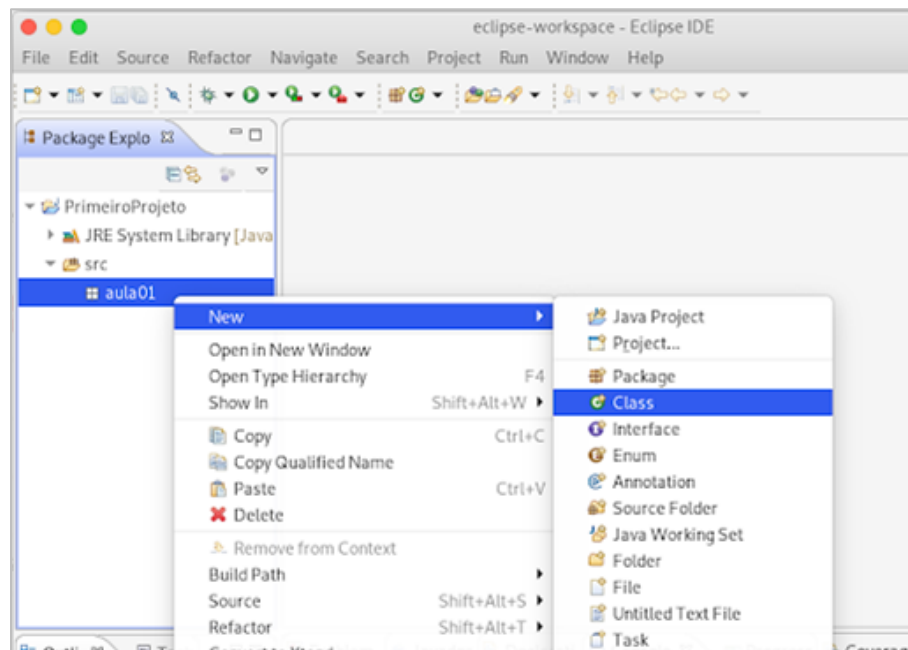 eclipse-workspace - Eclipse IDE
File Edit Source Refactor Navigate Search Project Run Window Help
Package Explo
PrimeiroProjeto
JRE System Library [Java
src
aula01
New
Open in New Window
Open Type Hierarchy F4
Show In Shift+Alt+W
Copy Ctrl+C
Copy Qualified Name
Paste Ctrl+V
Delete
Remove from Context
Build Path
Source Shift+Alt+S
Refactor Shift+Alt+T
Java Project
Project...
Package
Class
Interface
Enum
Annotation
Source Folder
Java Working Set
Folder
File
Untitled Text File
Task